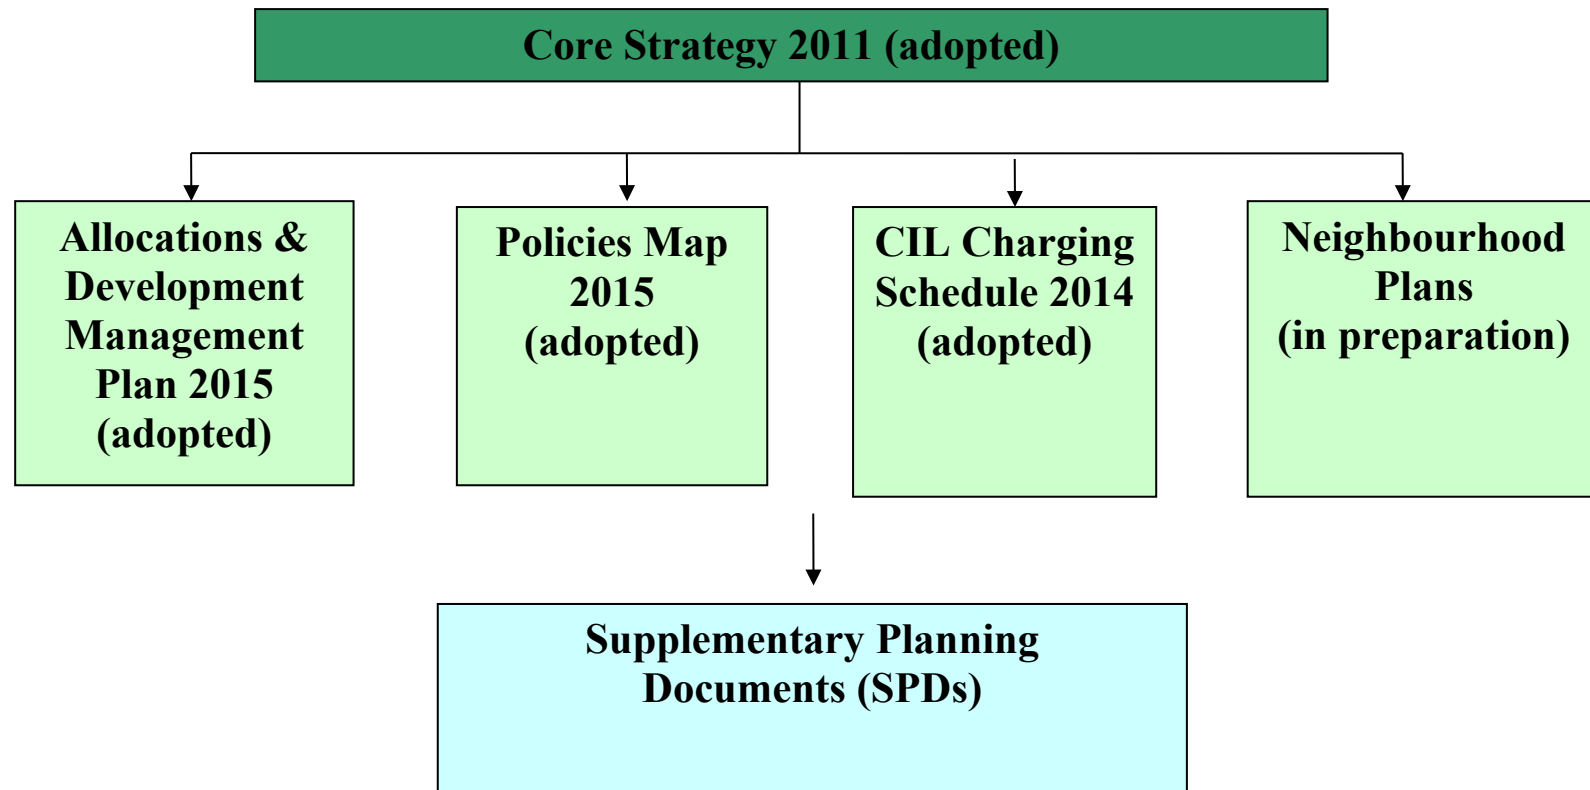 Core Strategy 2011 (adopted)
Allocations &
Development
Management
Plan 2015
(adopted)
Policies Map
2015
(adopted)
CIL Charging
Schedule 2014
(adopted)
Neighbourhood
Plans
(in preparation)
Supplementary Planning
Documents (SPDs)